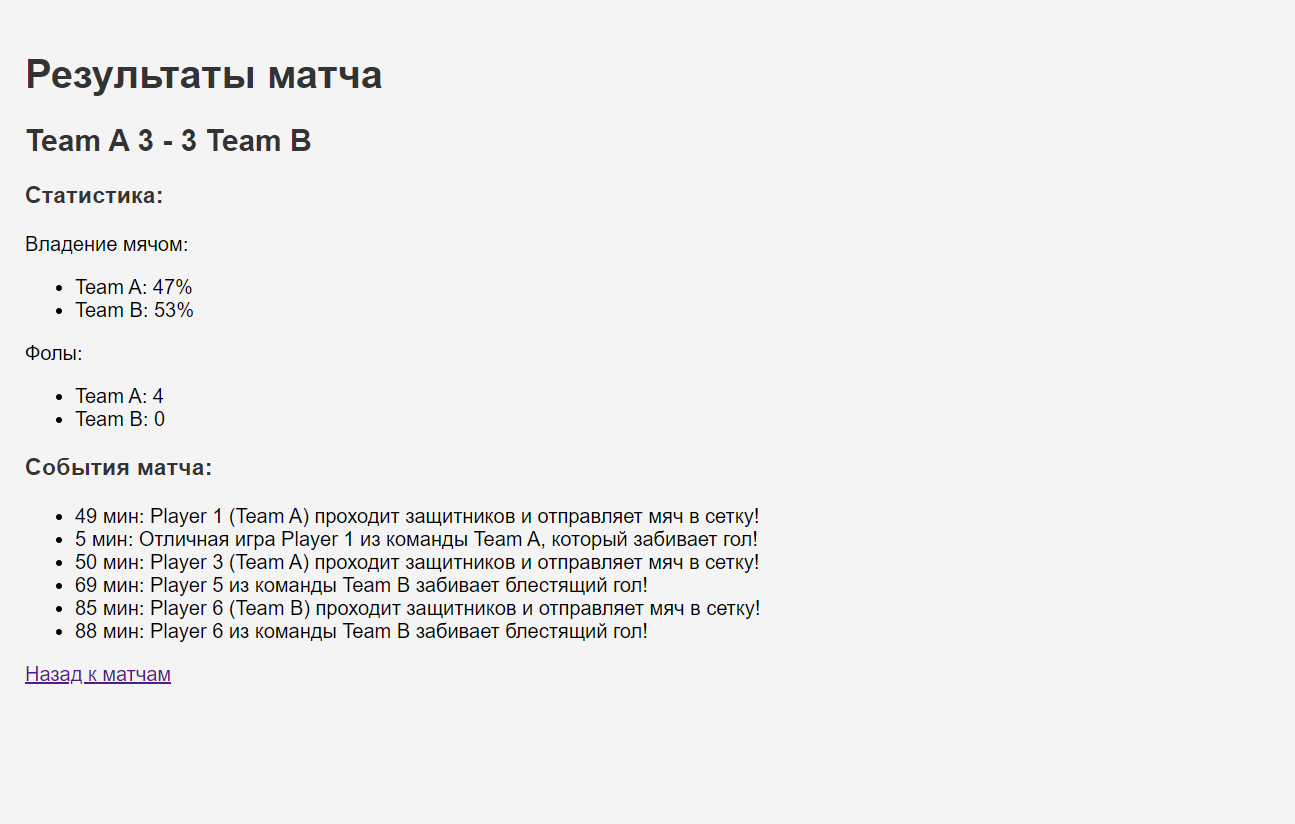 Результаты матча
Team A 3 - 3 Team B
Статистика:
Владение мячом:
Team A: 47%
Team B: 53%
Фолы:
Team A: 4
Team B: 0
События матча:
49 мин: Player 1 (Team A) проходит защитников и отправляет мяч в сетку!
5 мин: Отличная игра Player 1 из команды Team A, который забивает гол!
50 мин: Player 3 (Team A) проходит защитников и отправляет мяч в сетку!
69 мин: Player 5 из команды Team B забивает блестящий гол!
85 мин: Player 6 (Team B) проходит защитников и отправляет мяч в сетку!
88 мин: Player 6 из команды Team B забивает блестящий гол!
Назад к матчам